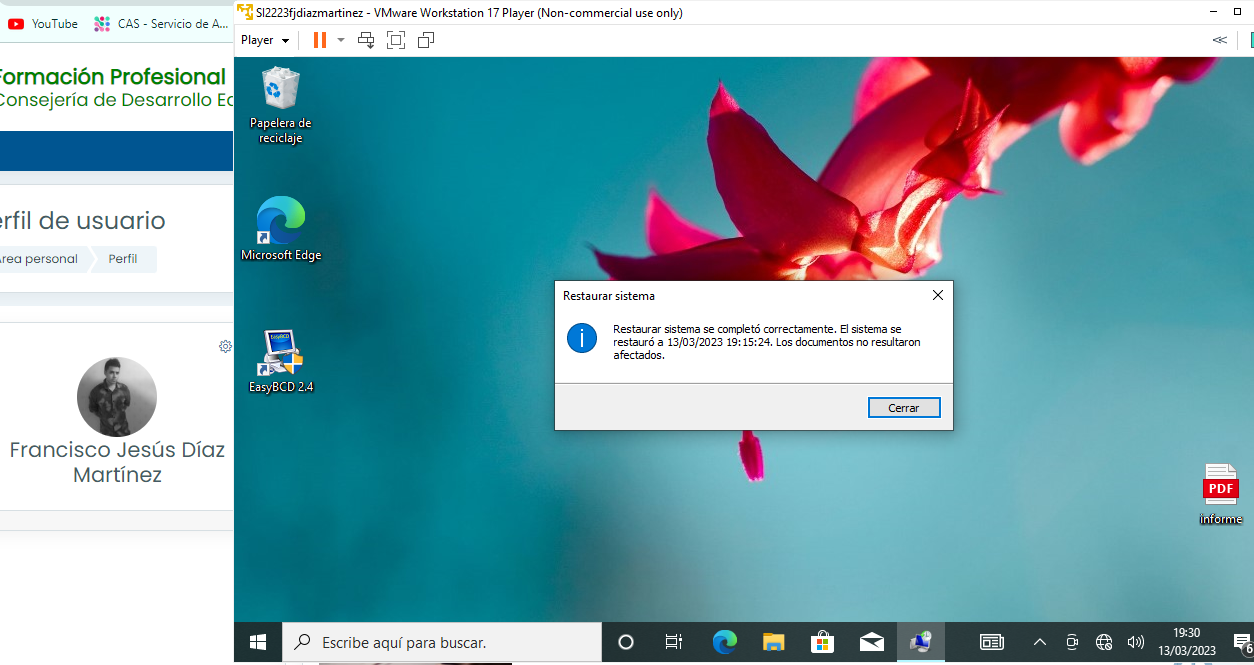 YouTube
CAS - Servicio de A...
Formación Profesional
Consejería de Desarrollo Ec
erfil de usuario
Área personal
Perfil
Francisco Jesús Díaz
Martínez
SI2223fjdiazmartinez - VMware Workstation 17 Player (Non-commercial use only)
Player
Papelera de
reciclaje
Microsoft Edge
EasyBCD
EasyBCD 2.4
Restaurar sistema
Restaurar sistema se completó correctamente. El sistema se
restauró a 13/03/2023 19:15:24. Los documentos no resultaron
afectados.
Cerrar
PDF
informe
Escribe aquí para buscar.
19:30
13/03/2023
6